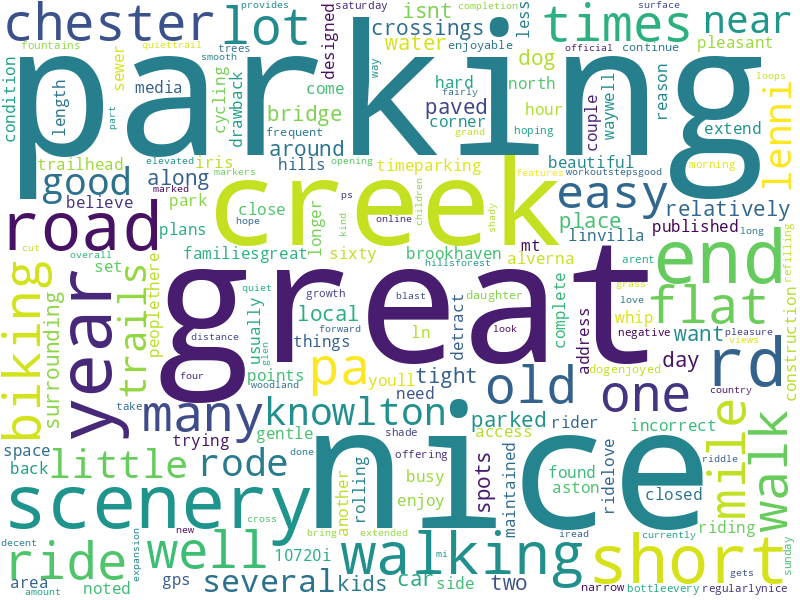 provides
saturday
completion
surface
chester
lot
isnt
times
near
fountains
trees
crossings
less
designed
official
quiettrail
smooth
way
water
enjoyable
continue
pleasant
parking
condition
sewer
media
cycling
drawback
come
hard
fairly
north
dog
hour
couple
waywell
reason
loops
length
part
bridge
frequent
paved
corner
grand
hoping
extend
around
trailhead
elevated
iris
hills
opening
timeparking
beautiful
features
workoutstepsgood
morning
lenni
good
along
marked
markers
creek
easy
relatively
believe
park
children
shady
ps
kind
road
plans
close
longer
hope
online
place
mt
published
long
cut
familiesgreat
sixty
brookhaven
alverna
linvilla
overall
set
hillsforest
arent
end
refilling
year
biking
surrounding
trails
peoplethere
quiet
growth
blast
daughter
great
complete
whip
grass
love
negative
pleasure
flat
usually
local
forward
look
detract
address
want
views
construction
distance
things
ln
dogenjoyed
day
rd
points
pa
youll
tight
four
glen
woodland
country
take
many
knowlton
need
old
one
parked
rider
incorrect
mile
walk
space
trying
gentle
shade
access
back
little
rode
done
offering
busy
spots
found
riddle
scenery
another
rolling
enjoy
maintained
aston
ridelove
closed
nice
cross
bring
extended
iread
currently
riding
decent
new
ride
expansion
well
10720i
walking
short
gets
sunday
area
amount
noted
gps
several
kids
car
mi
side
two
narrow
bottleevery
regularlynice